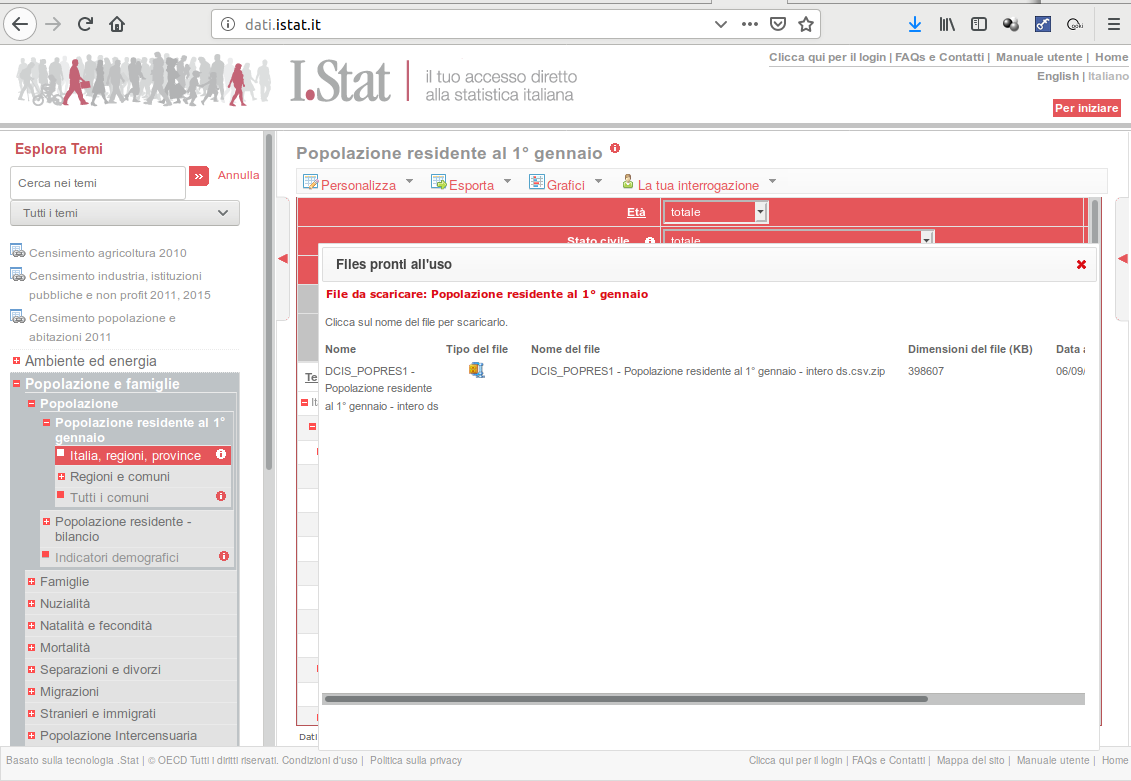 dati.istat.it
Clicca qui per il login | FAQs e Contatti | Manuale utente | Home
English | Italiano
I.Stat
il tuo accesso diretto
alla statistica italiana
Per iniziare
Esplora Temi
Cerca nei temi
Annulla
Tutti i temi
Censimento agricoltura 2010
Censimento industria, istituzioni
pubbliche e non profit 2011, 2015
Censimento popolazione e
abitazioni 2011
Ambiente ed energia
Popolazione e famiglie
Popolazione
Popolazione residente al 1°
gennaio
Italia, regioni, province
Regioni e comuni
Tutti i comuni
Popolazione residente -
bilancio
Indicatori demografici
Famiglie
Nuzialità
Natalità e fecondità
Mortalità
Separazioni e divorzi
Migrazioni
Stranieri e immigrati
Popolazione Intercensuaria
Popolazione residente al 1° gennaio
Personalizza Esporta Grafici La tua interrogazione
Età totale
Stato civile totale
Files pronti all'uso
File da scaricare: Popolazione residente al 1° gennaio
Clicca sul nome del file per scaricarlo.
Nome Tipo del file Nome del file Dimensioni del file (KB) Data
DCIS_POPRES1 - DCIS_POPRES1 - Popolazione residente al 1° gennaio - intero ds.csv.zip 398607 06/09/
Popolazione residente
al 1° gennaio - intero ds
Te
It
Dati
Basato sulla tecnologia .Stat | © OECD Tutti i diritti riservati. Condizioni d'uso | Politica sulla privacy
Clicca qui per il login | FAQs e Contatti | Mappa del sito | Manuale utente | Home